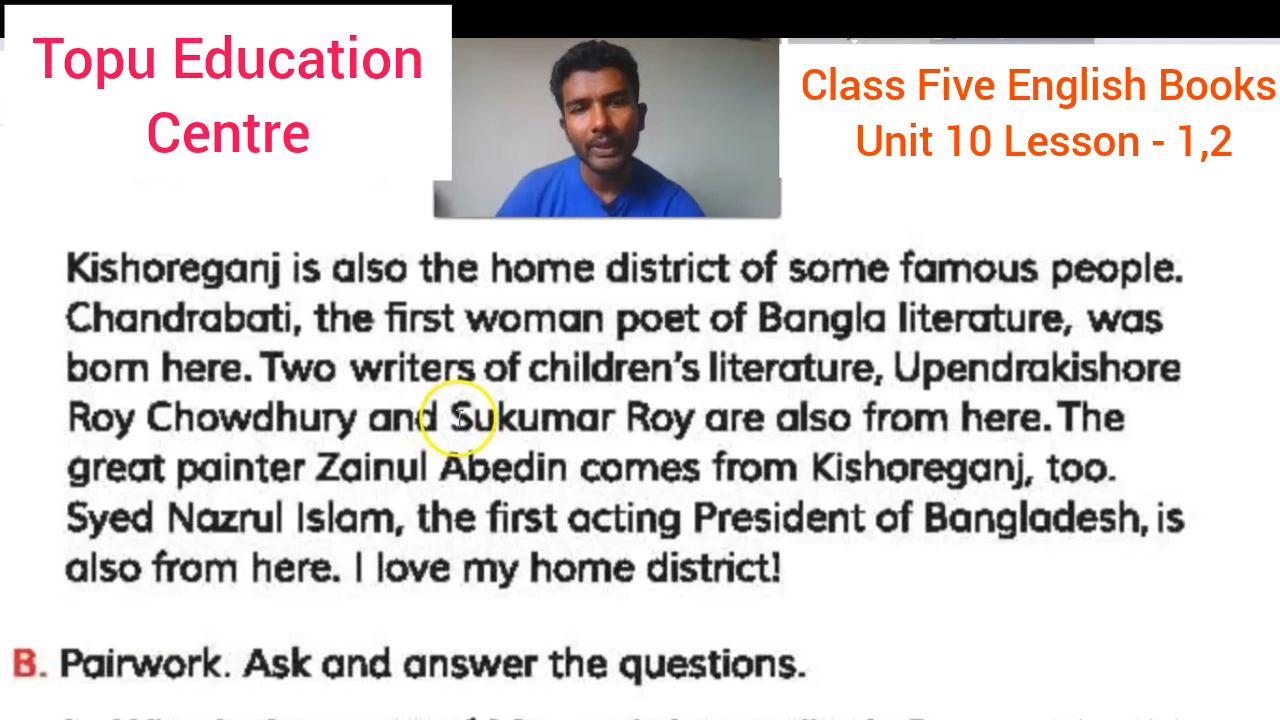 Topu Education
Centre
Class Five English Books
Unit 10 Lesson - 1,2
Kishoreganj is also the home district of some famous people.
Chandrabati, the first woman poet of Bangla literature, was
born here. Two writers of children's literature, Upendrakishore
Roy Chowdhury and Sukumar Roy are also from here. The
great painter Zainul Abedin comes from Kishoreganj, too.
Syed Nazrul Islam, the first acting President of Bangladesh, is
also from here. I love my home district!
B. Pairwork. Ask and answer the questions.